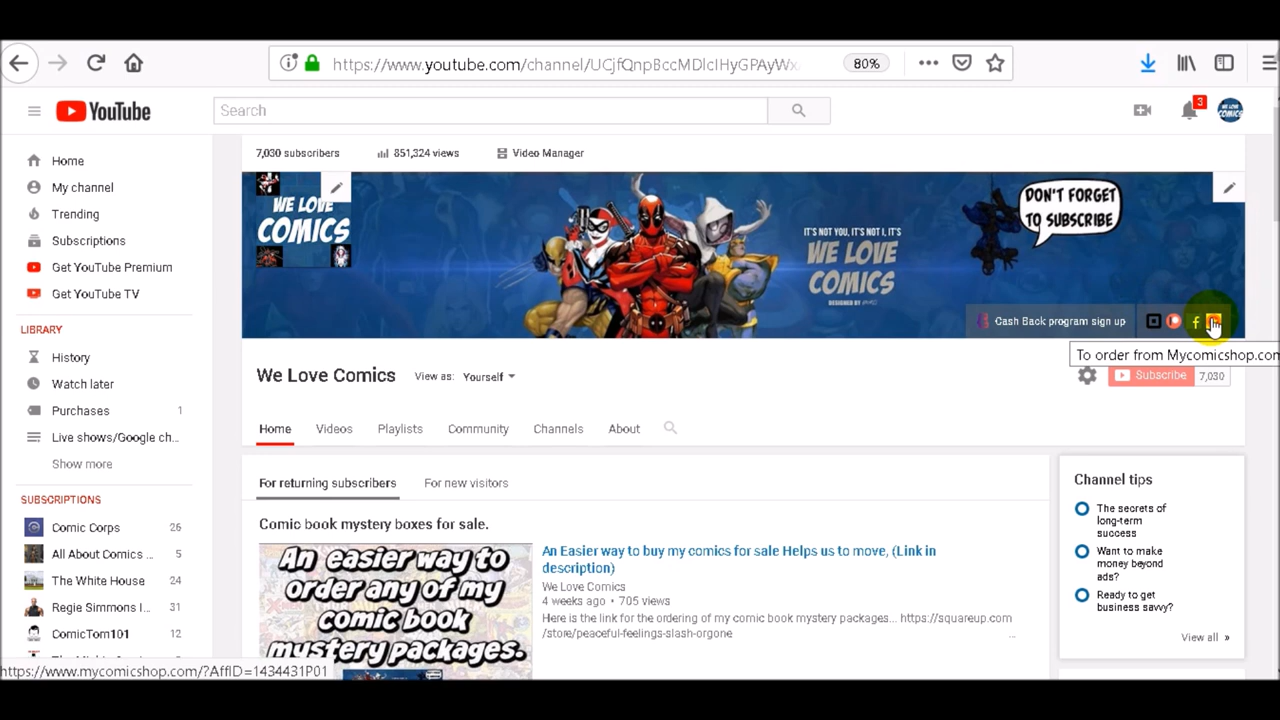 https://www.youtube.com/channel/UCjfQnpBccMDlcIHyGPAyWx
80%
YouTube
Search
3
WE LOVE COMICS
7,030 subscribers
851,324 views
Video Manager
Home
My channel
Trending
Subscriptions
Get YouTube Premium
Get YouTube TV
LIBRARY
History
Watch later
Purchases 1
Live shows/Google ch...
Show more
SUBSCRIPTIONS
Comic Corps 26
All About Comics ... 5
The White House 24
Regie Simmons I... 31
ComicTom101 12
WE LOVE
COMICS
IT'S NOT YOU, IT'S NOT I, IT'S
WE LOVE
COMICS
DESIGNED BY
DON'T FORGET
TO SUBSCRIBE
Cash Back program sign up
To order from Mycomicshop.com
We Love Comics
View as: Yourself
Subscribe 7,030
Home
Videos
Playlists
Community
Channels
About
For returning subscribers
For new visitors
Comic book mystery boxes for sale.
An easier way to
order any of my
comic book
mystery packages.
An Easier way to buy my comics for sale Helps us to move, (Link in
description)
We Love Comics
4 weeks ago • 705 views
Here is the link for the ordering of my comic book mystery packages... https://squareup.com
/store/peaceful-feelings-slash-orgone
...
Channel tips
The secrets of
long-term
success
Want to make
money beyond
ads?
Ready to get
business savvy?
View all »
https://www.mycomicshop.com/?AffID=1434431P01